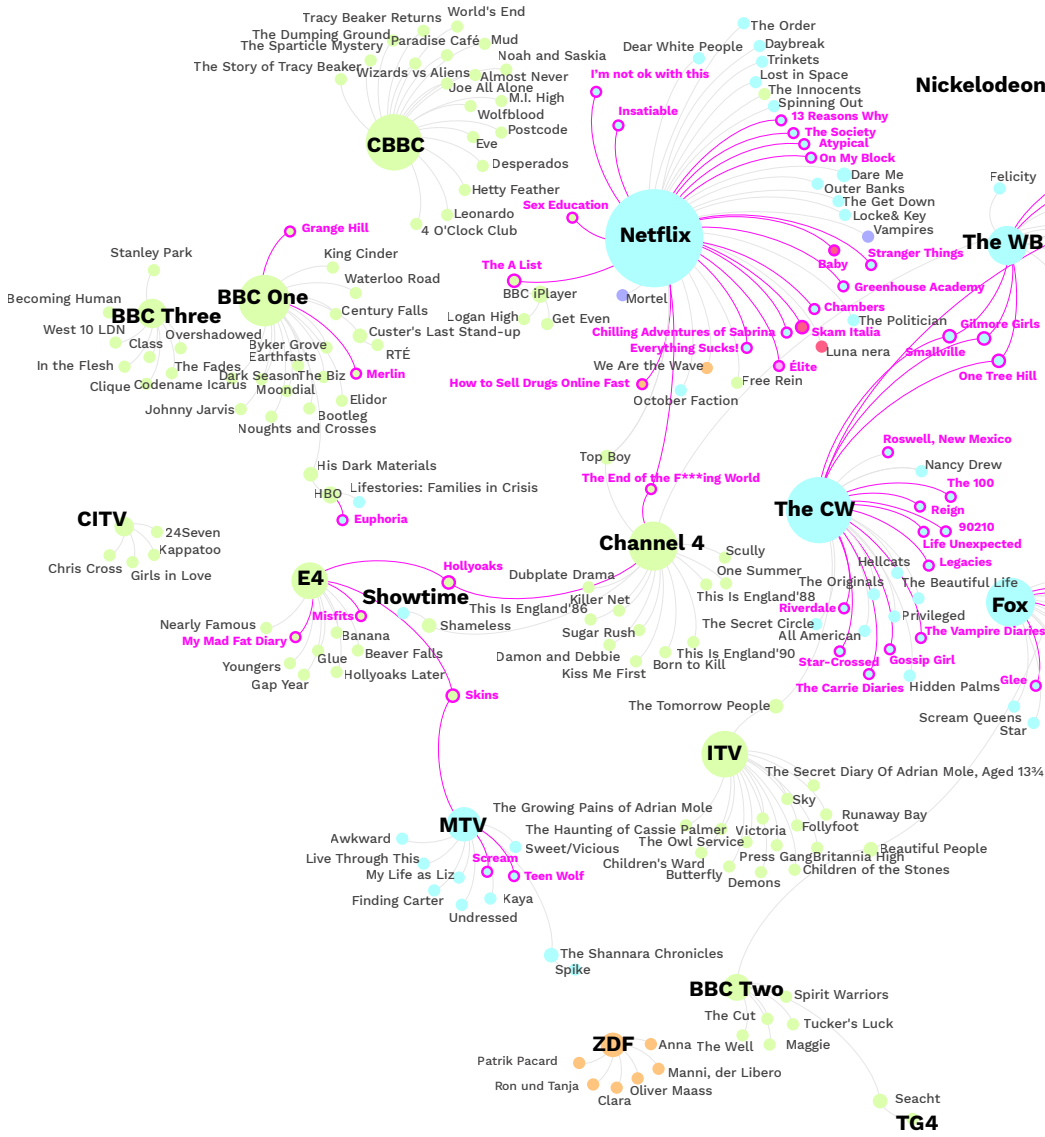 World's End
Tracy Beaker Returns
The Order
The Dumping Ground
Paradise Café
Mud
The Sparticle Mystery
Dear White People
Daybreak
Noah and Saskia
Trinkets
The Story of Tracy Beaker
Wizards vs Aliens
Almost Never
I'm not ok with this
Lost in Space
Joe All Alone
The Innocents
Nickelodeon
M.I. High
Spinning Out
Wolfblood
Insatiable
13 Reasons Why
Postcode
The Society
CBBC
Eve
Atypical
Desperados
On My Block
Dare Me
Felicity
Hetty Feather
Outer Banks
Sex Education
The Get Down
Leonardo
Locke& Key
Grange Hill
4 O'Clock Club
Vampires
Netflix
The WB
Stanley Park
King Cinder
Stranger Things
The A List
Baby
Waterloo Road
Greenhouse Academy
BBC One
BBC iPlayer
Becoming Human
Mortel
Chambers
BBC Three
Century Falls
Logan High
Get Even
The Politician
Gilmore Girls
West 10 LDN
Overshadowed
Custer's Last Stand-up
Chilling Adventures of Sabrina
Skam Italia
Class
Byker Grove
Everything Sucks!
Luna nera
Smallville
RTÉ
Earthfasts
In the Flesh
The Fades
We Are the Wave
Élite
Dark Season
The Biz
Merlin
One Tree Hill
Clique
Codename Icarus
How to Sell Drugs Online Fast
Free Rein
Moondial
Elidor
October Faction
Johnny Jarvis
Bootleg
Noughts and Crosses
Roswell, New Mexico
Top Boy
His Dark Materials
Nancy Drew
The End of the F***ing World
The 100
HBO
Lifestories: Families in Crisis
The CW
Reign
CITV
Euphoria
90210
24Seven
Channel 4
Life Unexpected
Kappatoo
Scully
Hellcats
Legacies
Chris Cross
Girls in Love
Hollyoaks
Dubplate Drama
One Summer
The Originals
The Beautiful Life
E4
Showtime
Killer Net
This Is England'88
Fox
This Is England'86
Riverdale
Misfits
Privileged
Nearly Famous
Shameless
The Secret Circle
My Mad Fat Diary
Banana
Sugar Rush
All American
The Vampire Diaries
Beaver Falls
This Is England'90
Glue
Damon and Debbie
Star-Crossed
Gossip Girl
Youngers
Born to Kill
Hollyoaks Later
Kiss Me First
Gap Year
The Carrie Diaries
Hidden Palms
Glee
Skins
The Tomorrow People
Scream Queens
Star
ITV
The Secret Diary Of Adrian Mole, Aged 13¾
Sky
The Growing Pains of Adrian Mole
Runaway Bay
MTV
The Haunting of Cassie Palmer
Victoria
Follyfoot
Awkward
The Owl Service
Sweet/Vicious
Beautiful People
Live Through This
Scream
Press Gang
Britannia High
Children's Ward
Children of the Stones
My Life as Liz
Teen Wolf
Butterfly
Demons
Finding Carter
Kaya
Undressed
The Shannara Chronicles
Spike
BBC Two
Spirit Warriors
The Cut
Tucker's Luck
ZDF
Anna
The Well
Maggie
Patrik Pacard
Manni, der Libero
Ron und Tanja
Oliver Maass
Clara
Seacht
TG4